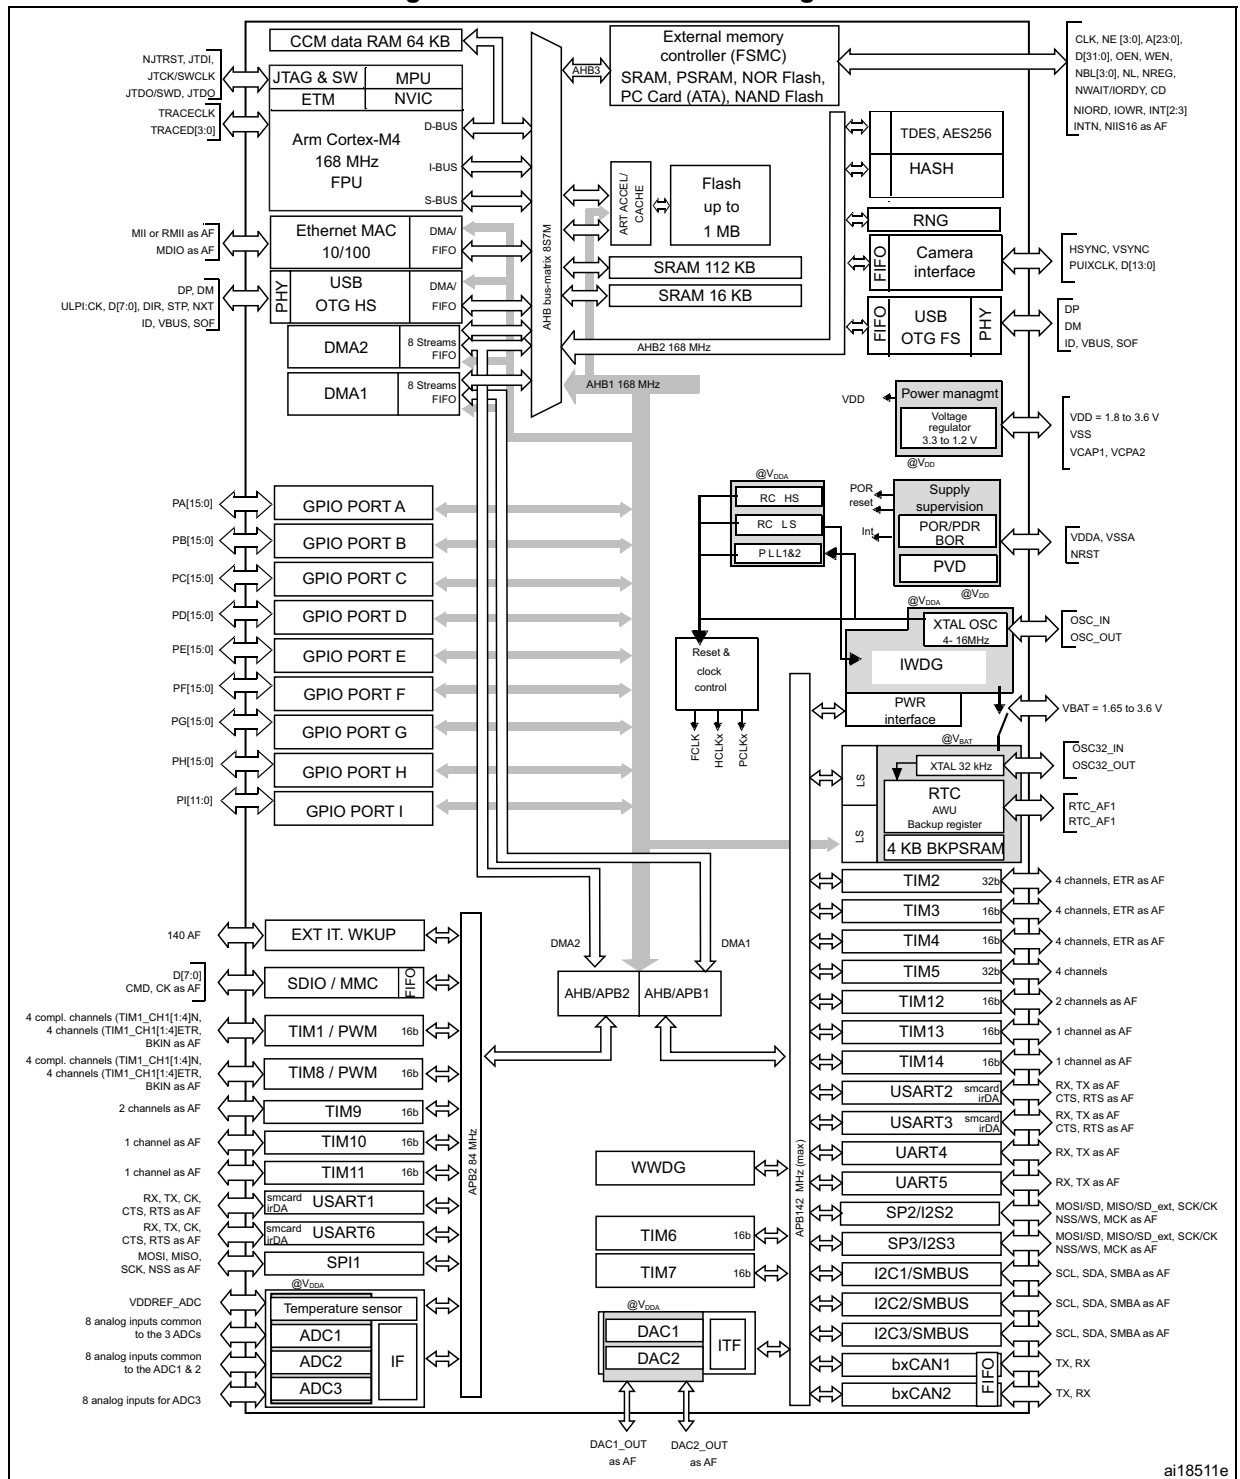 CCM data RAM 64 KB
External memory
controller (FSMC)
SRAM, PSRAM, NOR Flash,
PC Card (ATA), NAND Flash
AHB3
CLK, NE [3:0], A[23:0],
D[31:0], OEN, WEN,
NBL[3:0], NL, NREG,
NWAIT/IORDY, CD
NIORD, IOWR, INT[2:3]
INTN, NIIS16 as AF
NJTRST, JTDI,
JTCK/SWCLK
JTDO/SWD, JTDO
TRACECLK
TRACED[3:0]
JTAG & SW
MPU
ETM
NVIC
Arm Cortex-M4
168 MHz
FPU
D-BUS
I-BUS
S-BUS
AHB bus-matrix 8S7M
ART ACCEL/
CACHE
Flash
up to
1 MB
SRAM 112 KB
SRAM 16 KB
TDES, AES256
HASH
RNG
FIFO
Camera
interface
HSYNC, VSYNC
PUIXCLK, D[13:0]
FIFO
USB
OTG FS
PHY
DP
DM
ID, VBUS, SOF
MII or RMII as AF
MDIO as AF
Ethernet MAC
10/100
DMA/
FIFO
DP, DM
ULPI:CK, D[7:0], DIR, STP, NXT
ID, VBUS, SOF
PHY
USB
OTG HS
DMA/
FIFO
DMA2
8 Streams
FIFO
DMA1
8 Streams
FIFO
AHB2 168 MHz
AHB1 168 MHz
VDD
Power managmt
Voltage
regulator
3.3 to 1.2 V
@VDD
VDD = 1.8 to 3.6 V
VSS
VCAP1, VCPA2
@VDDA
RC HS
RC LS
PLL1&2
POR
reset
Int
Supply
supervision
POR/PDR
BOR
PVD
@VDD
VDDA, VSSA
NRST
@VDDA
XTAL OSC
4- 16MHz
IWDG
OSC_IN
OSC_OUT
PWR
interface
VBAT = 1.65 to 3.6 V
Reset &
clock
control
FCLK
HCLKx
PCLKx
@VBAT
LS
LS
XTAL 32 kHz
RTC
AWU
Backup register
4 KB BKPSRAM
OSC32_IN
OSC32_OUT
RTC_AF1
RTC_AF1
PA[15:0]
GPIO PORT A
PB[15:0]
GPIO PORT B
PC[15:0]
GPIO PORT C
PD[15:0]
GPIO PORT D
PE[15:0]
GPIO PORT E
PF[15:0]
GPIO PORT F
PG[15:0]
GPIO PORT G
PH[15:0]
GPIO PORT H
PI[11:0]
GPIO PORT I
DMA2
DMA1
AHB/APB2
AHB/APB1
140 AF
EXT IT. WKUP
D[7:0]
CMD, CK as AF
SDIO / MMC
FIFO
4 compl. channels (TIM1_CH1[1:4]N,
4 channels (TIM1_CH1[1:4]ETR,
BKIN as AF
TIM1 / PWM 16b
4 compl. channels (TIM1_CH1[1:4]N,
4 channels (TIM1_CH1[1:4]ETR,
BKIN as AF
TIM8 / PWM 16b
2 channels as AF
TIM9 16b
1 channel as AF
TIM10 16b
1 channel as AF
TIM11 16b
RX, TX, CK,
CTS, RTS as AF
smcard
irDA
USART1
RX, TX, CK,
CTS, RTS as AF
smcard
irDA
USART6
MOSI, MISO,
SCK, NSS as AF
SPI1
@VDDA
VDDREF_ADC
Temperature sensor
8 analog inputs common
to the 3 ADCs
ADC1
8 analog inputs common
to the ADC1 & 2
ADC2
8 analog inputs for ADC3
ADC3
IF
APB2 84 MHz
WWDG
TIM6 16b
TIM7 16b
@VDDA
DAC1
DAC2
ITF
DAC1_OUT
as AF
DAC2_OUT
as AF
APB142 MHz (max)
TIM2 32b
4 channels, ETR as AF
TIM3 16b
4 channels, ETR as AF
TIM4 16b
4 channels, ETR as AF
TIM5 32b
4 channels
TIM12 16b
2 channels as AF
TIM13 16b
1 channel as AF
TIM14 16b
1 channel as AF
USART2
smcard
irDA
RX, TX as AF
CTS, RTS as AF
USART3
smcard
irDA
RX, TX as AF
CTS, RTS as AF
UART4
RX, TX as AF
UART5
RX, TX as AF
SP2/I2S2
MOSI/SD, MISO/SD_ext, SCK/CK
NSS/WS, MCK as AF
SP3/I2S3
MOSI/SD, MISO/SD_ext, SCK/CK
NSS/WS, MCK as AF
I2C1/SMBUS
SCL, SDA, SMBA as AF
I2C2/SMBUS
SCL, SDA, SMBA as AF
I2C3/SMBUS
SCL, SDA, SMBA as AF
bxCAN1
TX, RX
bxCAN2
TX, RX
FIFO
ai18511e